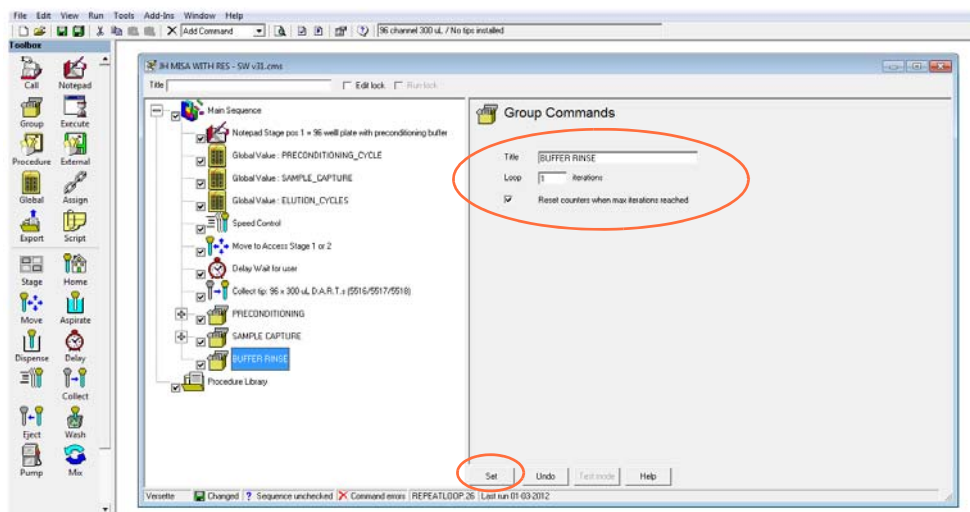 File Edit View Run Tools Add-Ins Window Help
Add Command
96 channel 300 uL / No tips installed
Toolbox
Call Notepad
Group Execute
Procedure External
Global Assign
Export Script
Stage Home
Move Aspirate
Dispense Delay
Collect
Eject Wash
Pump Mix
JH MISA WITH RES - SW v31.cms
Title
Edit lock
Run lock
Main Sequence
Notepad Stage pos 1 = 96 well plate with preconditioning buffer
Global Value : PRECONDITIONING_CYCLE
Global Value : SAMPLE_CAPTURE
Global Value : ELUTION_CYCLES
Speed Control
Move to Access Stage 1 or 2
Delay Wait for user
Collect tip: 96 x 300 uL D.A.R.T.s (5516/5517/5518)
PRECONDITIONING
SAMPLE CAPTURE
BUFFER RINSE
Procedure Library
Group Commands
Title BUFFER RINSE
Loop 1 iterations
Reset counters when max iterations reached
Set Undo Test mode Help
Versette Changed ? Sequence unchecked Command errors REPEATLOOP.26 Last run 01-03-2012